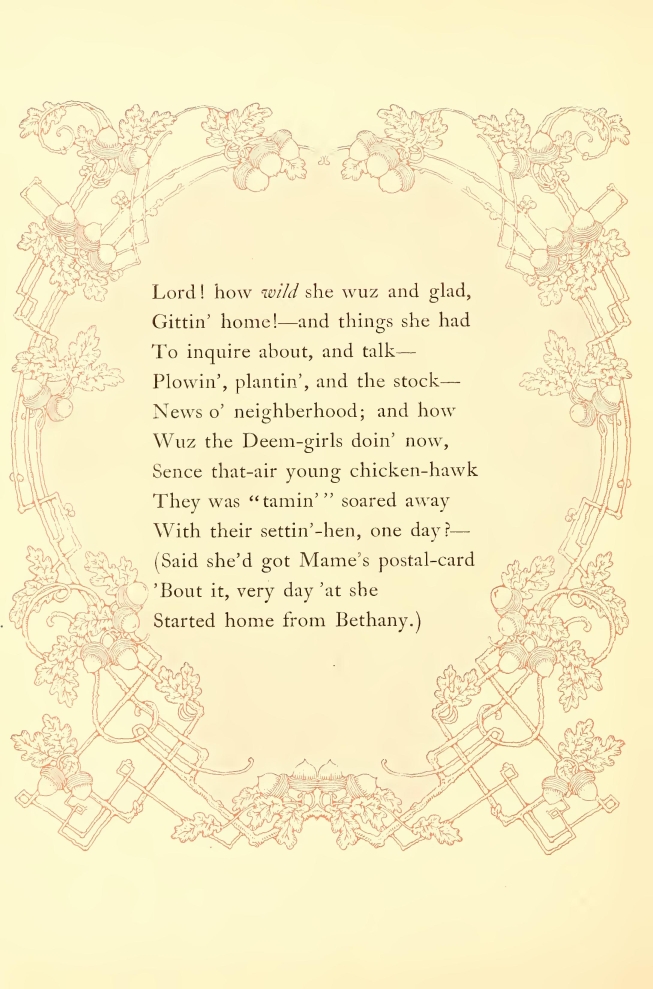 Lord! how wild she wuz and glad,
Gittin' home!—and things she had
To inquire about, and talk—
Plowin', plantin', and the stock—
News o' neighberhood; and how
Wuz the Deem-girls doin' now,
Sence that-air young chicken-hawk
They was “tamin'” soared away
With their settin'-hen, one day?—
(Said she'd got Mame's postal-card
'Bout it, very day 'at she
Started home from Bethany.)